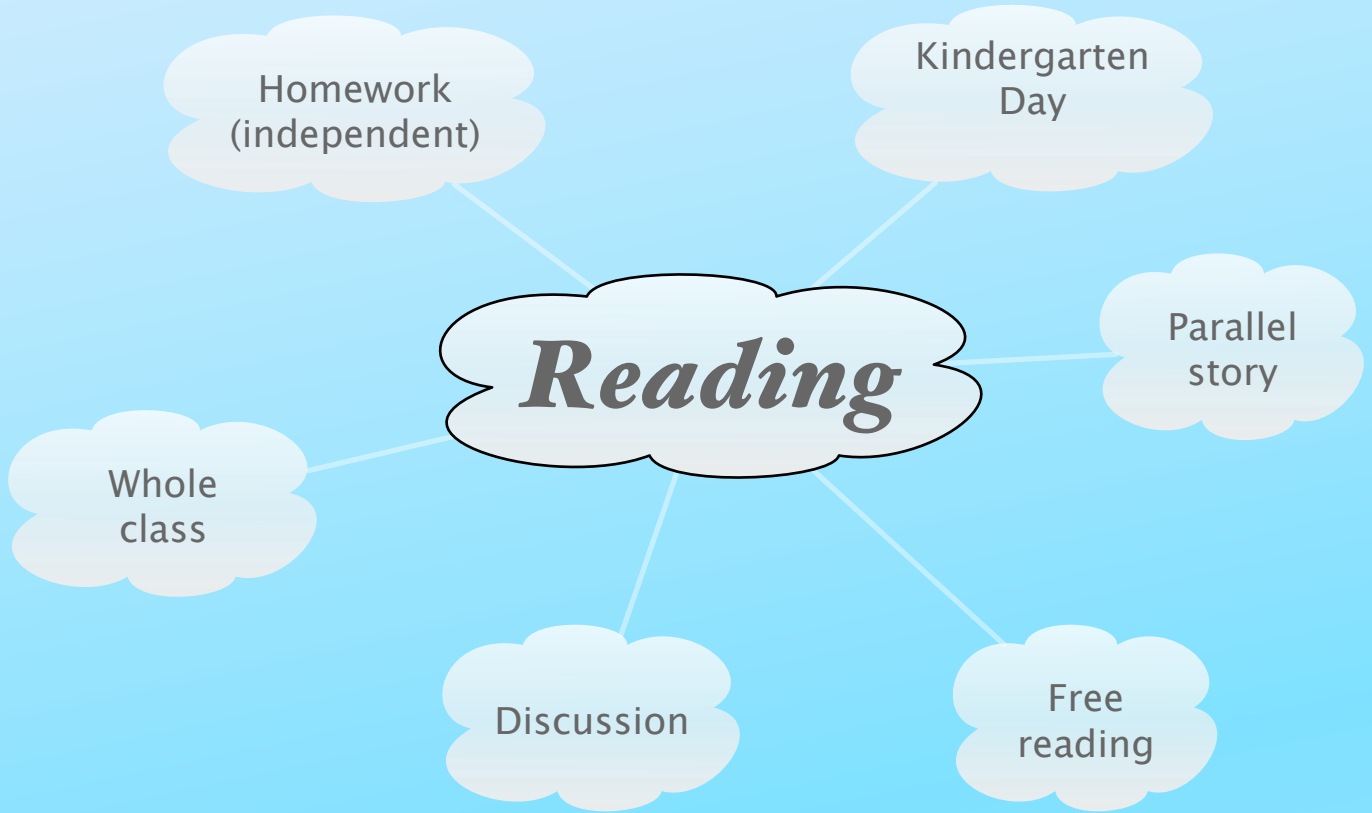 Homework
(independent)
Kindergarten
Day
Reading
Parallel
story
Whole
class
Discussion
Free
reading